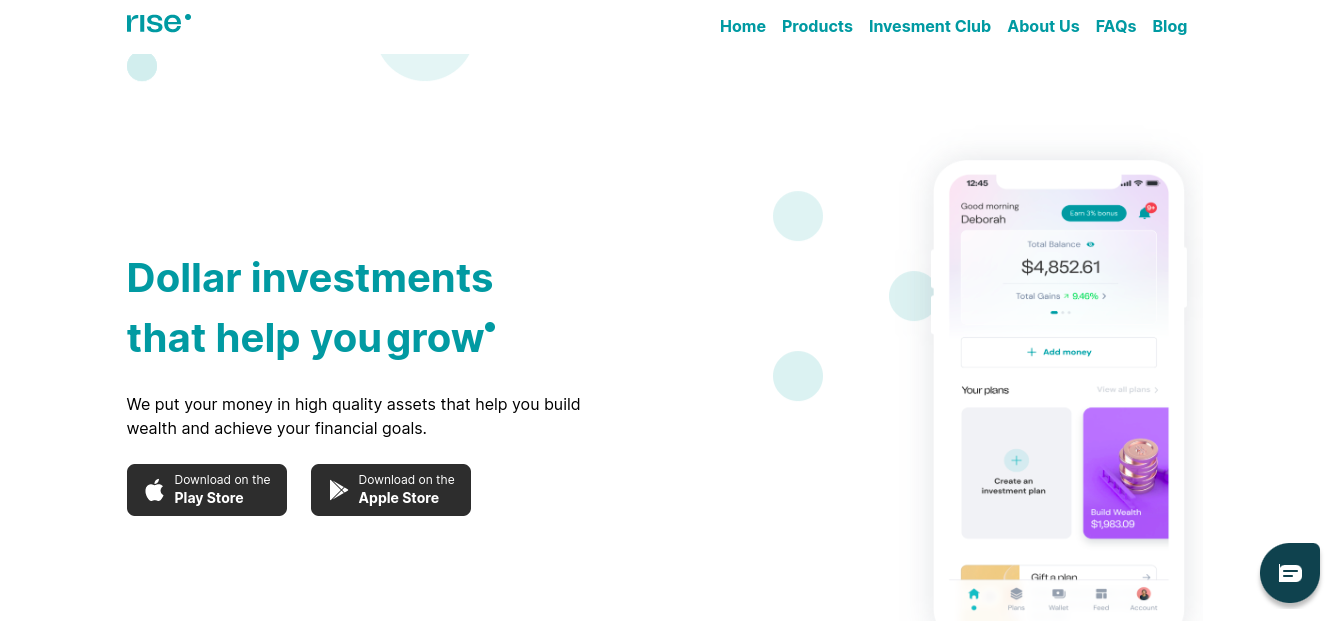 rise
Home Products Invesment Club About Us FAQs Blog
Dollar investments
that help you grow
We put your money in high quality assets that help you build
wealth and achieve your financial goals.
Download on the
Play Store
Download on the
Apple Store
12:45
Good morning
Deborah
Earn 3% bonus
9+
Total Balance
$4,852.61
Total Gains 9.46%
Add money
Your plans
View all plans
Create an
investment plan
Build Wealth
$1,983.09
Gift a plan
Plans Wallet Feed Account